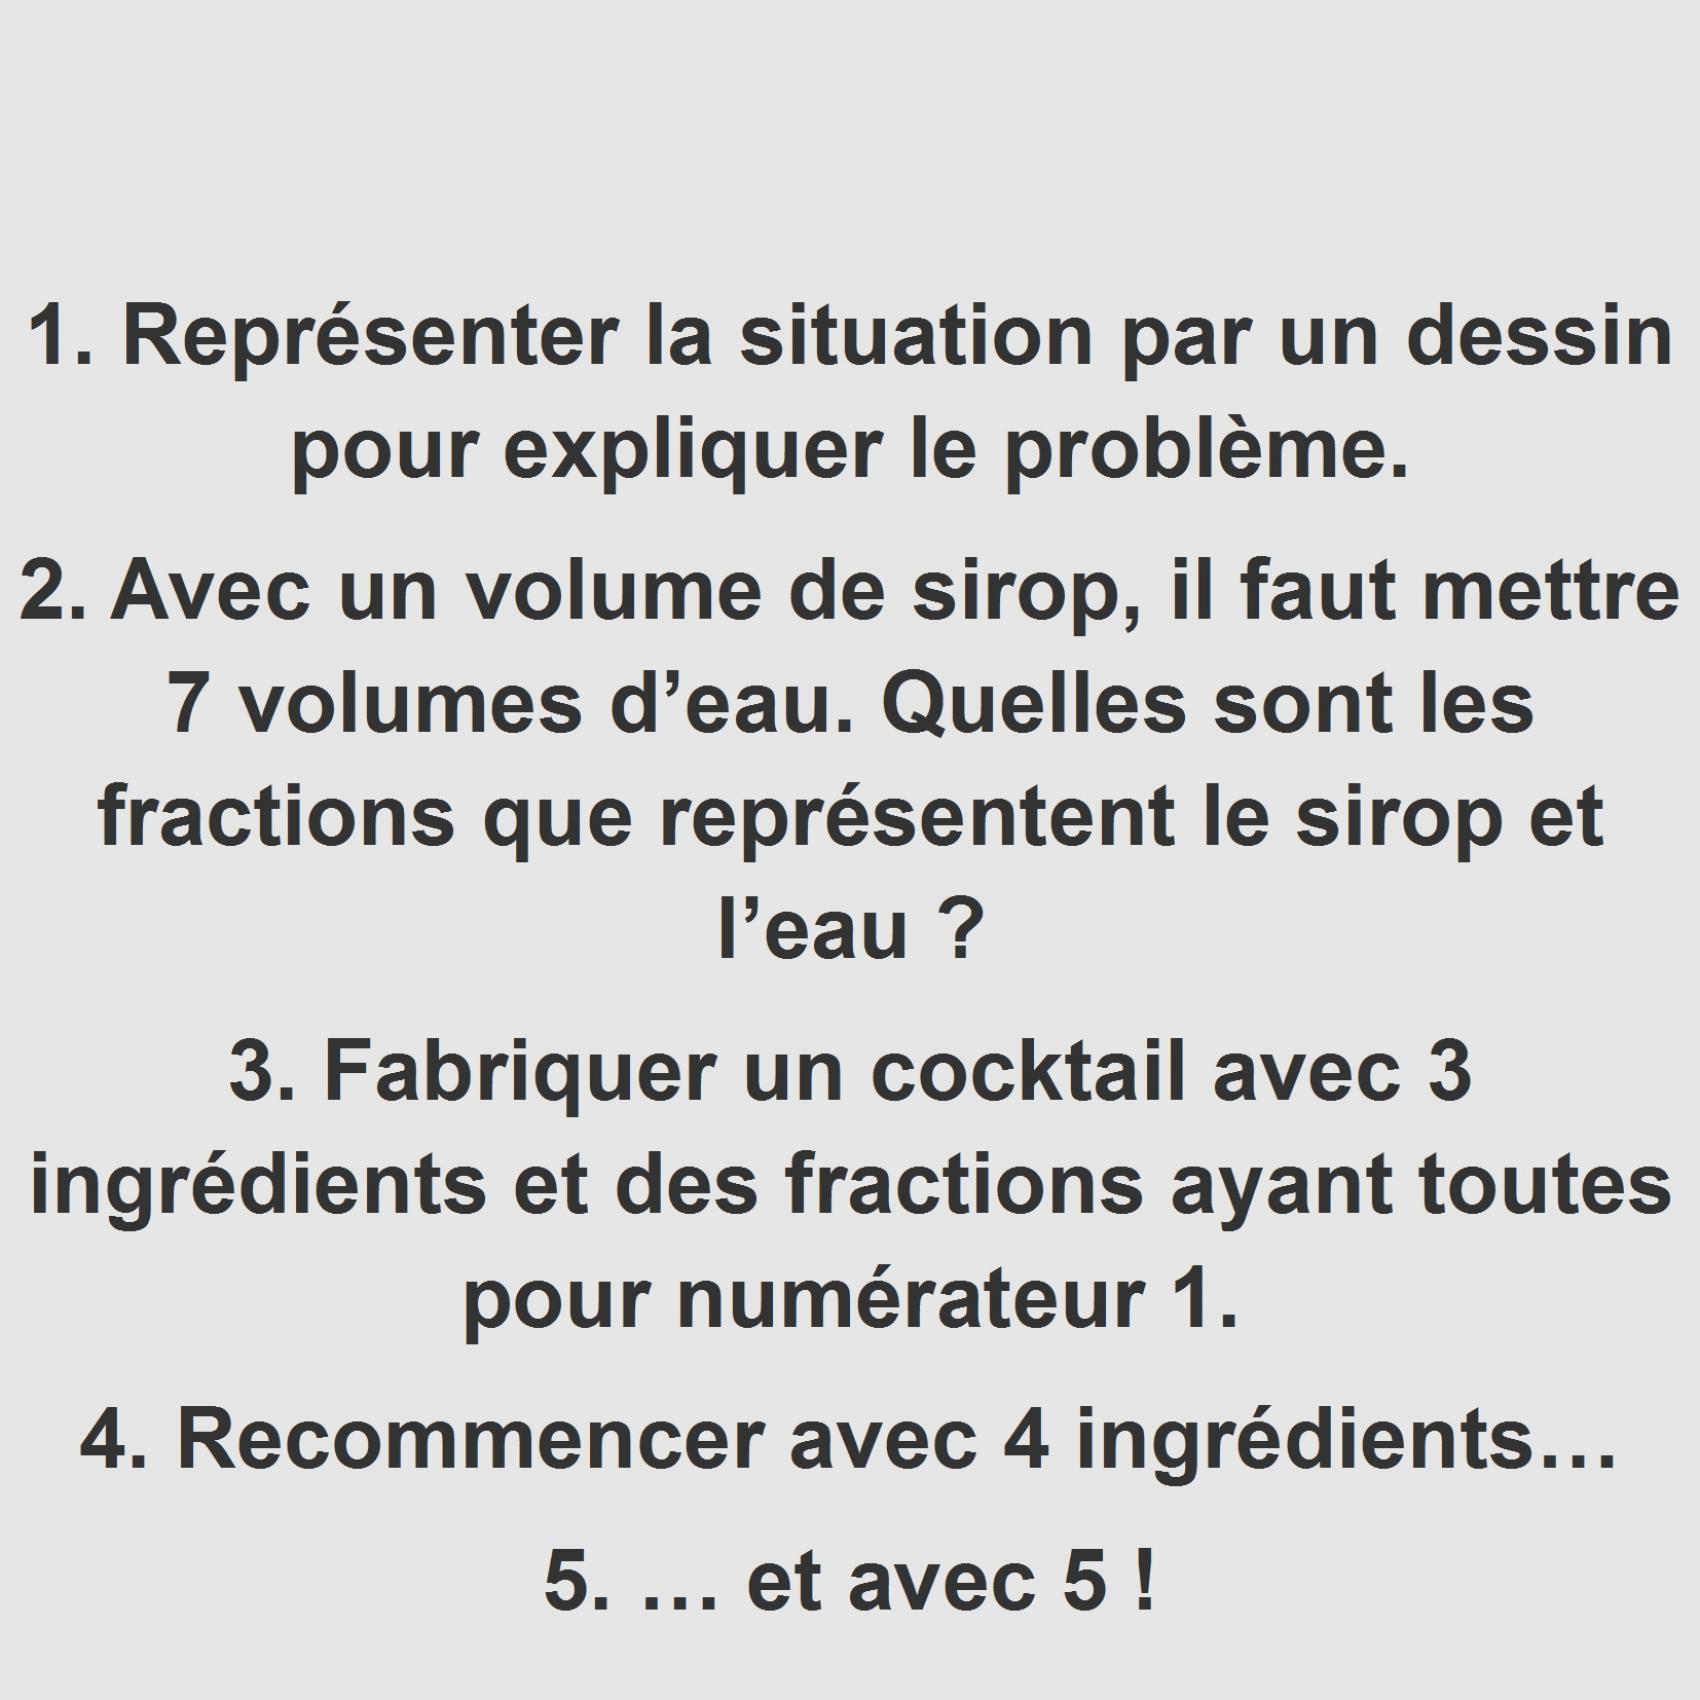 1. Représenter la situation par un dessin
pour expliquer le problème.
2. Avec un volume de sirop, il faut mettre
7 volumes d’eau. Quelles sont les
fractions que représentent le sirop et
l’eau ?
3. Fabriquer un cocktail avec 3
ingrédients et des fractions ayant toutes
pour numérateur 1.
4. Recommencer avec 4 ingrédients…
5. … et avec 5 !